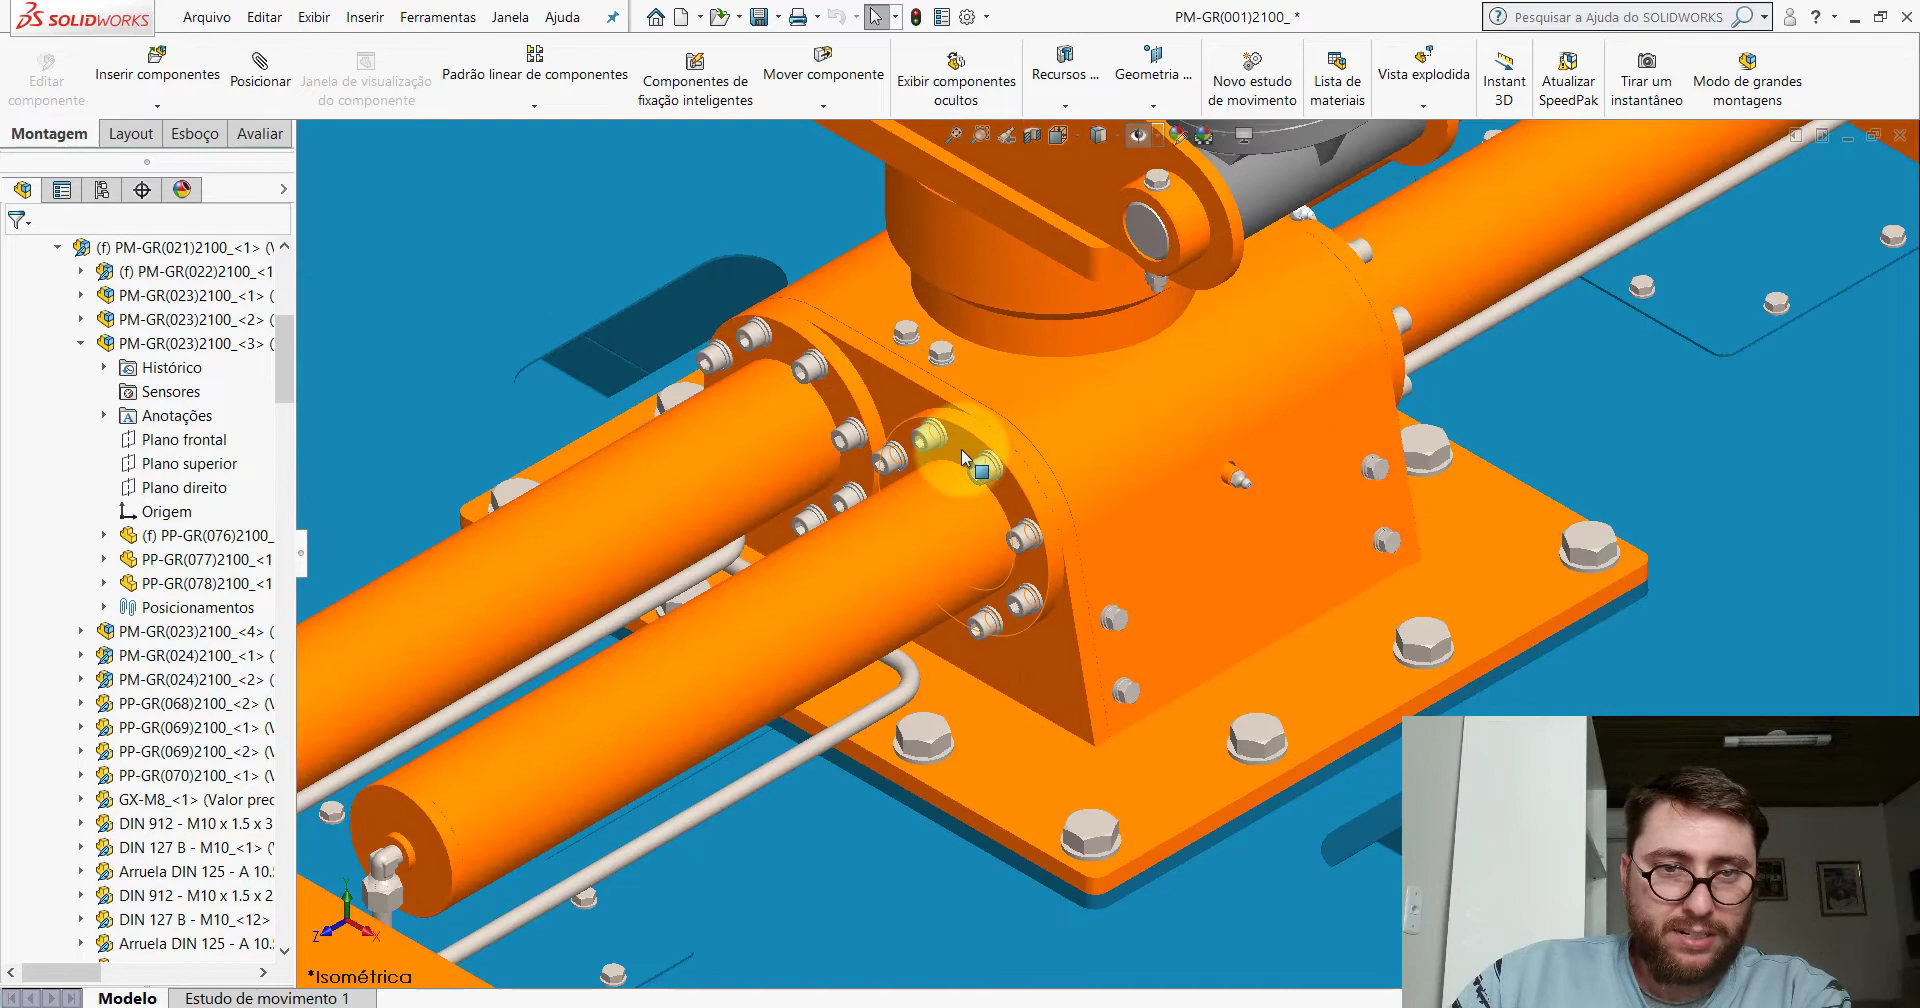 SOLIDWORKS
Arquivo Editar Exibir Inserir Ferramentas Janela Ajuda
PM-GR(001)2100_ *
Pesquisar a Ajuda do SOLIDWORKS
Editar componente
Inserir componentes
Posicionar
Janela de visualização do componente
Padrão linear de componentes
Componentes de fixação inteligentes
Mover componente
Exibir componentes ocultos
Recursos ...
Geometria ...
Novo estudo de movimento
Lista de materiais
Vista explodida
Instant 3D
Atualizar SpeedPak
Tirar um instantâneo
Modo de grandes montagens
Montagem Layout Esboço Avaliar
(f) PM-GR(021)2100_<1> (V
(f) PM-GR(022)2100_<1
PM-GR(023)2100_<1> (
PM-GR(023)2100_<2> (
PM-GR(023)2100_<3> (
Histórico
Sensores
Anotações
Plano frontal
Plano superior
Plano direito
Origem
(f) PP-GR(076)2100_
PP-GR(077)2100_<1
PP-GR(078)2100_<1
Posicionamentos
PM-GR(023)2100_<4> (
PM-GR(024)2100_<1> (
PM-GR(024)2100_<2> (
PP-GR(068)2100_<2> (V
PP-GR(069)2100_<1> (V
PP-GR(069)2100_<2> (V
PP-GR(070)2100_<1> (V
GX-M8_<1> (Valor prec
DIN 912 - M10 x 1.5 x 3
DIN 127 B - M10_<1> (V
Arruela DIN 125 - A 10.
DIN 912 - M10 x 1.5 x 2
DIN 127 B - M10_<12>
Arruela DIN 125 - A 10.
Y
Z
X
*Isométrica
Modelo Estudo de movimento 1